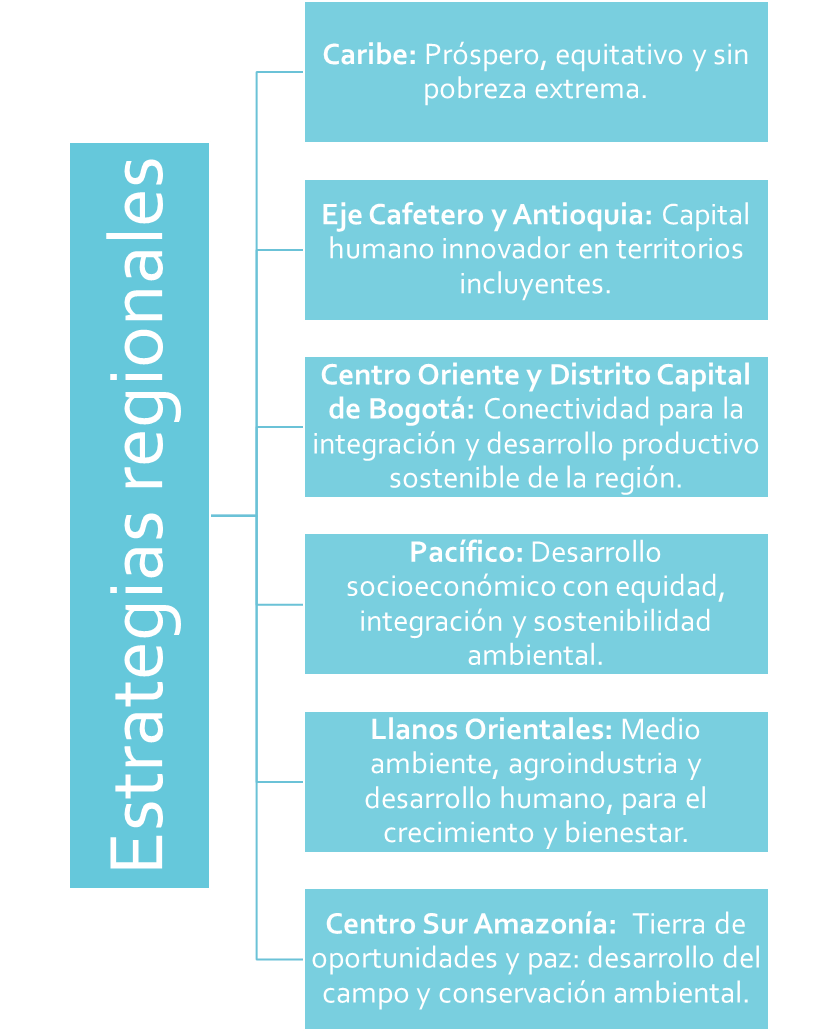 Estrategias regionales
Caribe: Próspero, equitativo y sin
pobreza extrema.
Eje Cafetero y Antioquia: Capital
humano innovador en territorios
incluyentes.
Centro Oriente y Distrito Capital
de Bogotá: Conectividad para la
integración y desarrollo productivo
sostenible de la región.
Pacífico: Desarrollo
socioeconómico con equidad,
integración y sostenibilidad
ambiental.
Llanos Orientales: Medio
ambiente, agroindustria y
desarrollo humano, para el
crecimiento y bienestar.
Centro Sur Amazonía: Tierra de
oportunidades y paz: desarrollo del
campo y conservación ambiental.